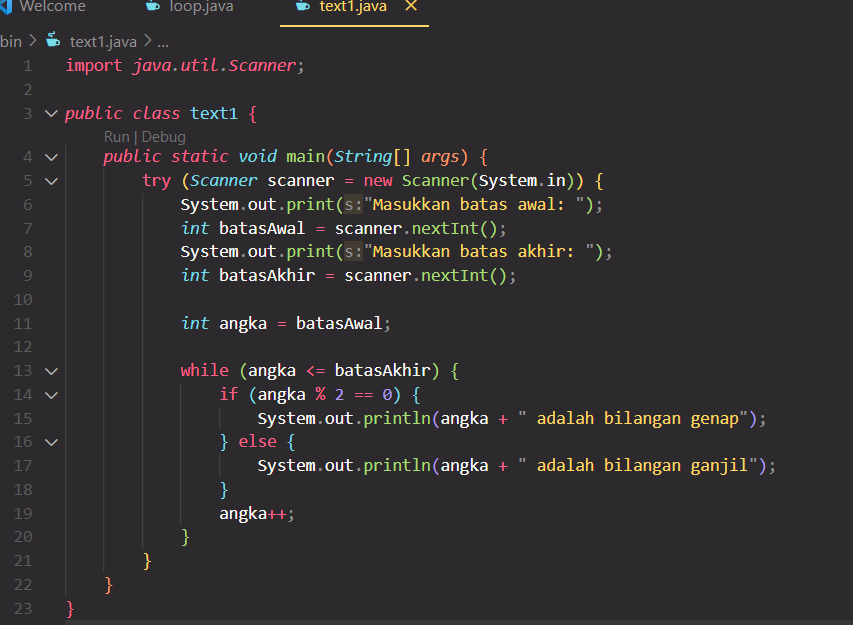 Welcome loop.java text1.java
bin > text1.java > ...
1 import java.util.Scanner;
2
3 public class text1 {
Run | Debug
4 public static void main(String[] args) {
5 try (Scanner scanner = new Scanner(System.in)) {
6 System.out.print(s:"Masukkan batas awal: ");
7 int batasAwal = scanner.nextInt();
8 System.out.print(s:"Masukkan batas akhir: ");
9 int batasAkhir = scanner.nextInt();
10
11 int angka = batasAwal;
12
13 while (angka <= batasAkhir) {
14 if (angka % 2 == 0) {
15 System.out.println(angka + " adalah bilangan genap");
16 } else {
17 System.out.println(angka + " adalah bilangan ganjil");
18 }
19 angka++;
20 }
21 }
22 }
23 }